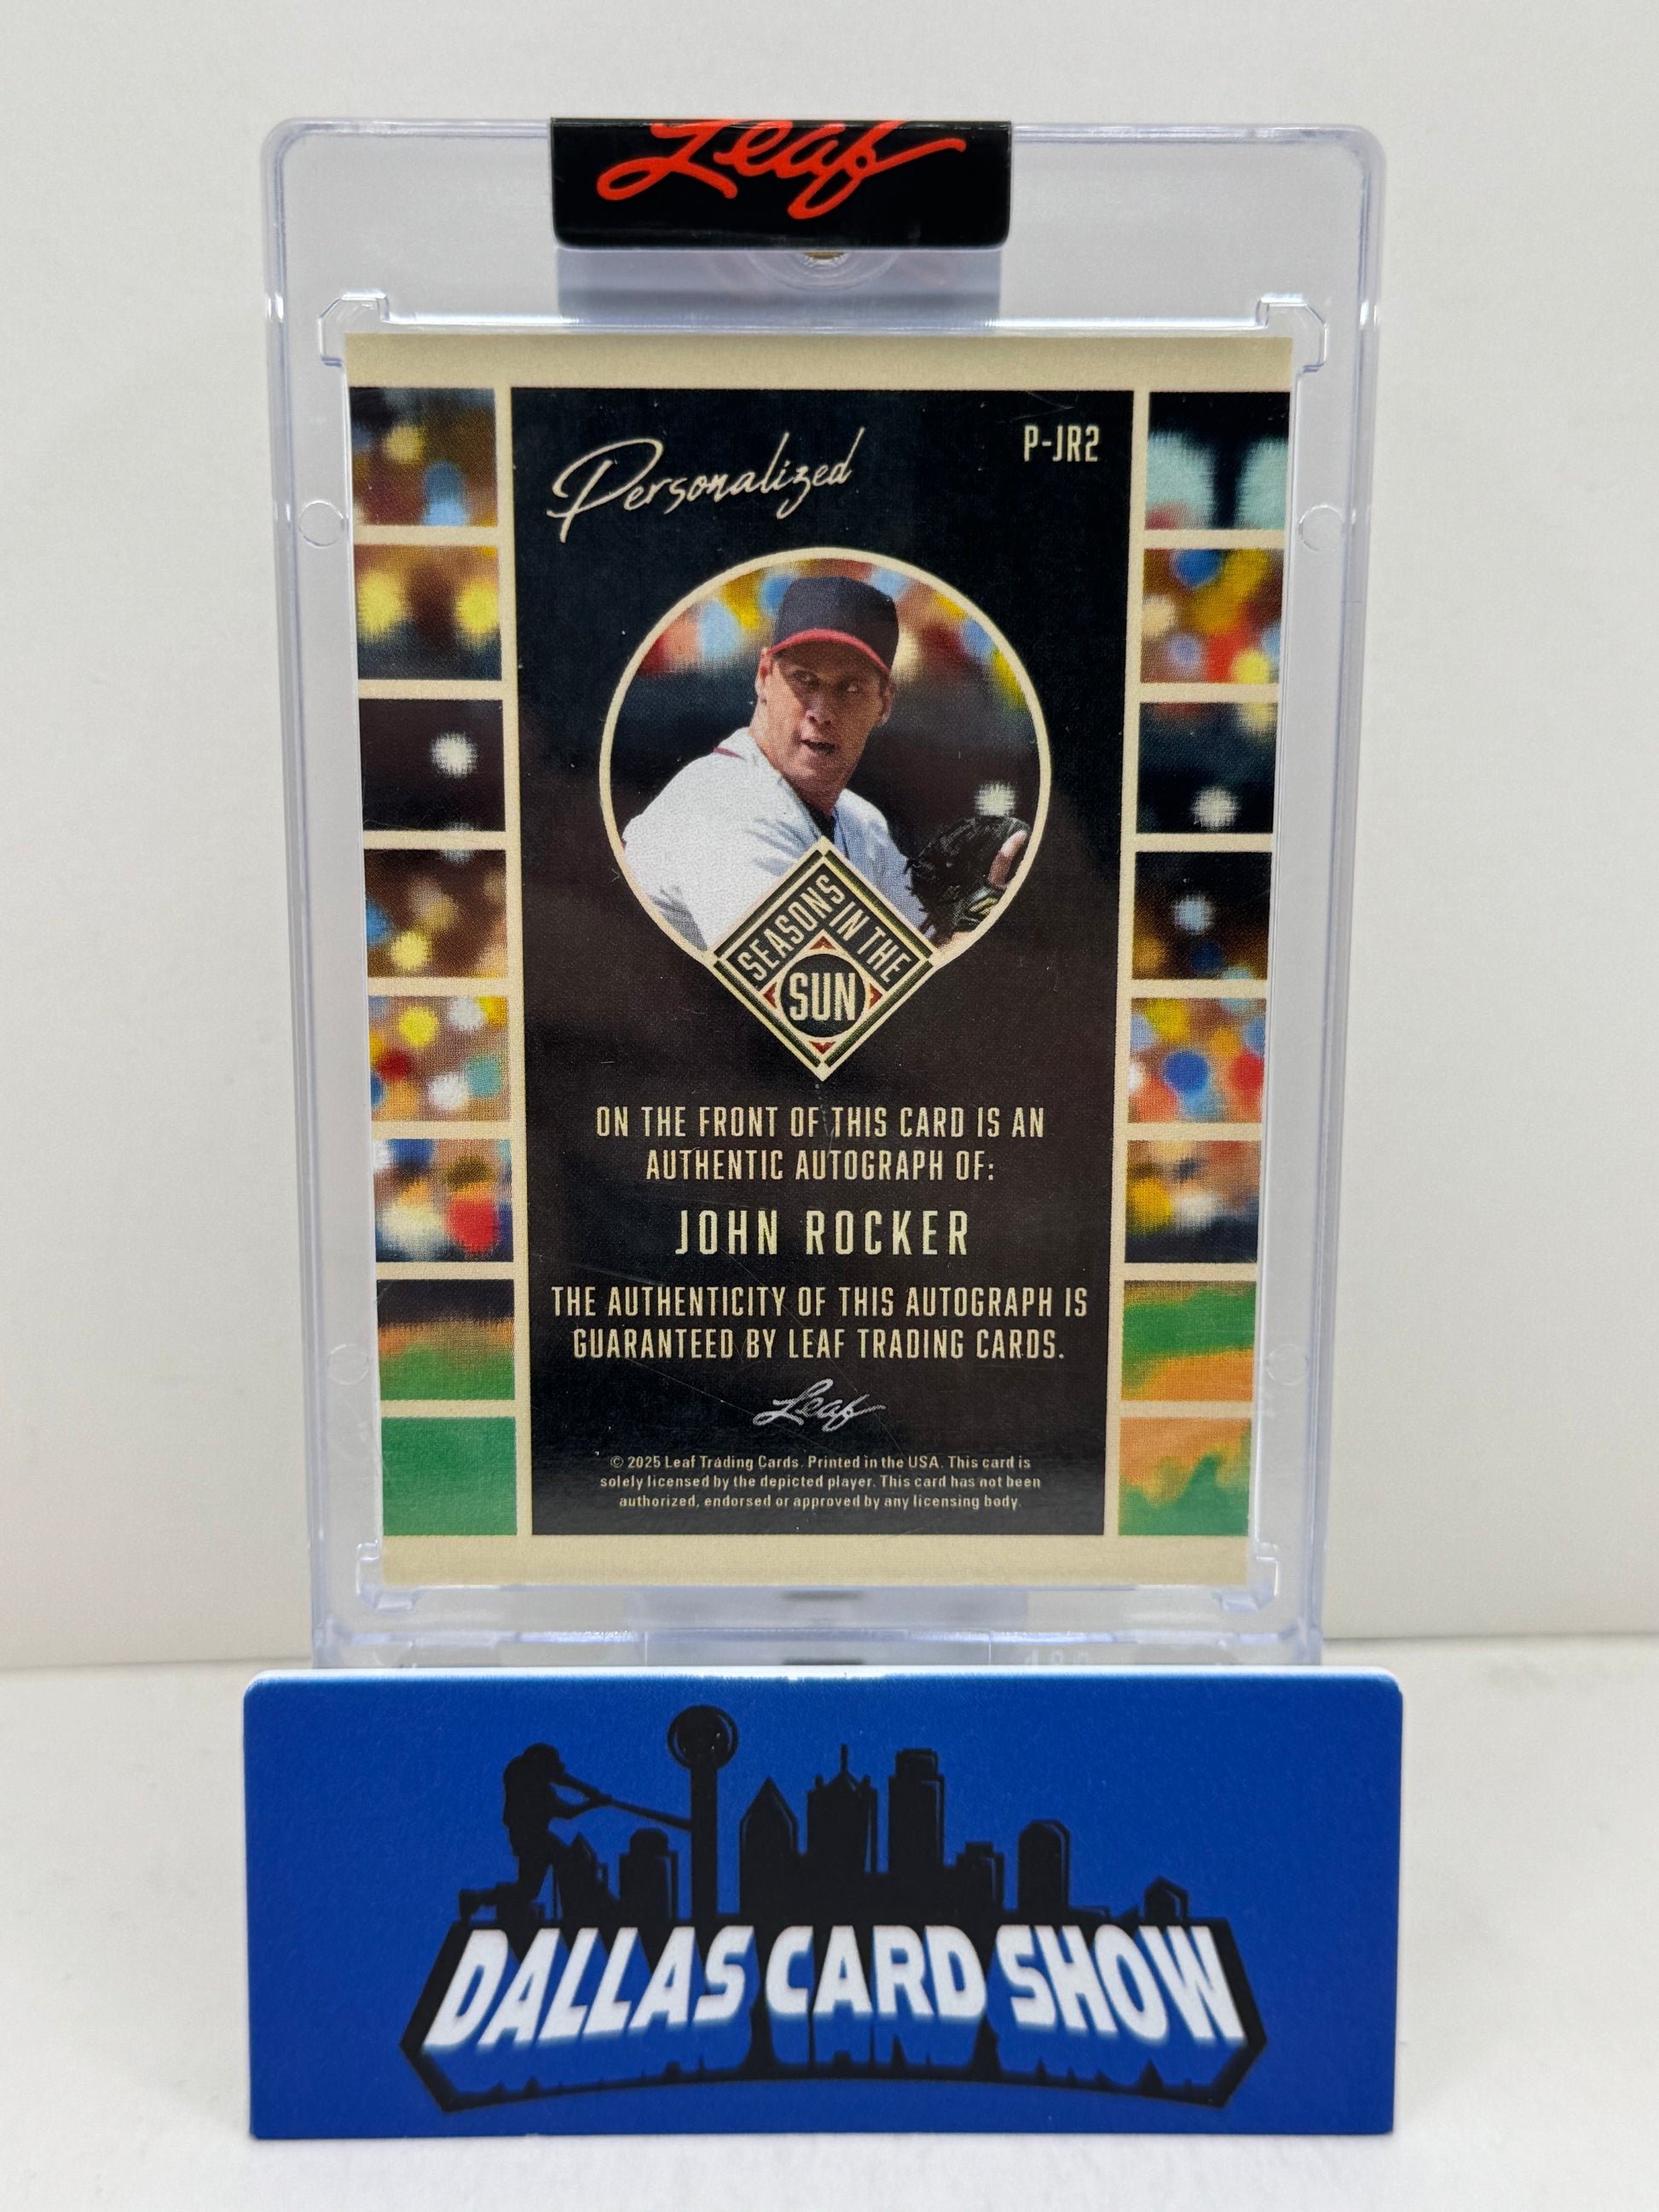 Leaf
Personalized
P-JR2
SEASONS IN THE
SUN
ON THE FRONT OF THIS CARD IS AN
AUTHENTIC AUTOGRAPH OF:
JOHN ROCKER
THE AUTHENTICITY OF THIS AUTOGRAPH IS
GUARANTEED BY LEAF TRADING CARDS.
Leaf
© 2025 Leaf Trading Cards. Printed in the USA. This card is
solely licensed by the depicted player. This card has not been
authorized, endorsed or approved by any licensing body.
DALLAS CARD SHOW